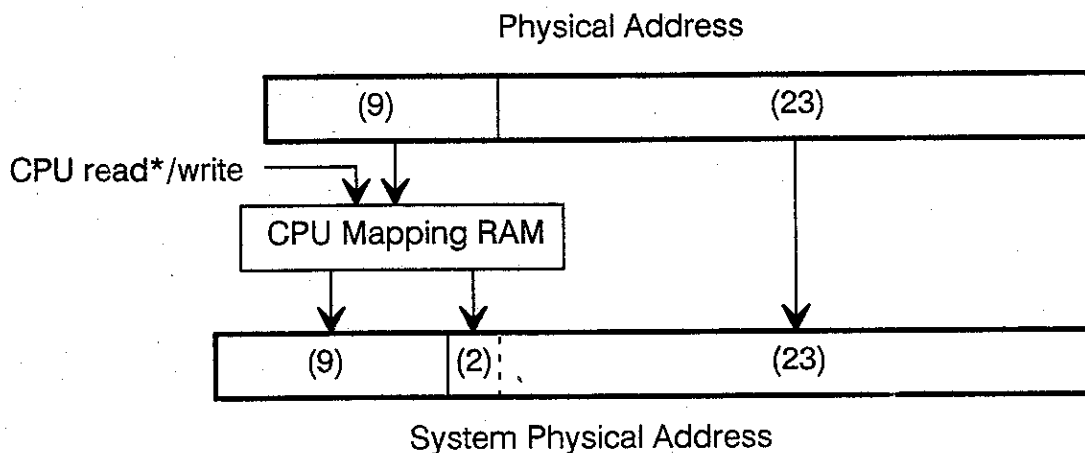 Physical Address
(9) (23)
CPU read*/write
CPU Mapping RAM
(9) (2) (23)
System Physical Address